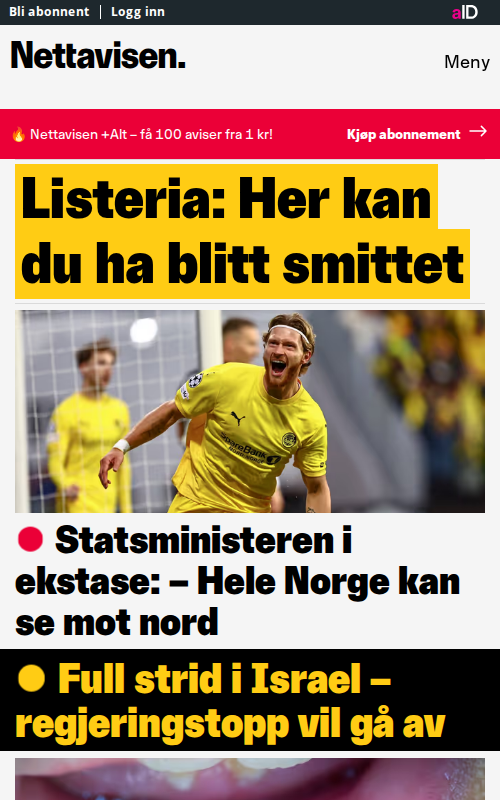 Bli abonnent | Logg inn
aID
Nettavisen.
Meny
🔥 Nettavisen +Alt – få 100 aviser fra 1 kr!
Kjøp abonnement →
Listeria: Her kan
du ha blitt smittet
SpareBank
Statsministeren i
ekstase: – Hele Norge kan
se mot nord
Full strid i Israel –
regjeringstopp vil gå av